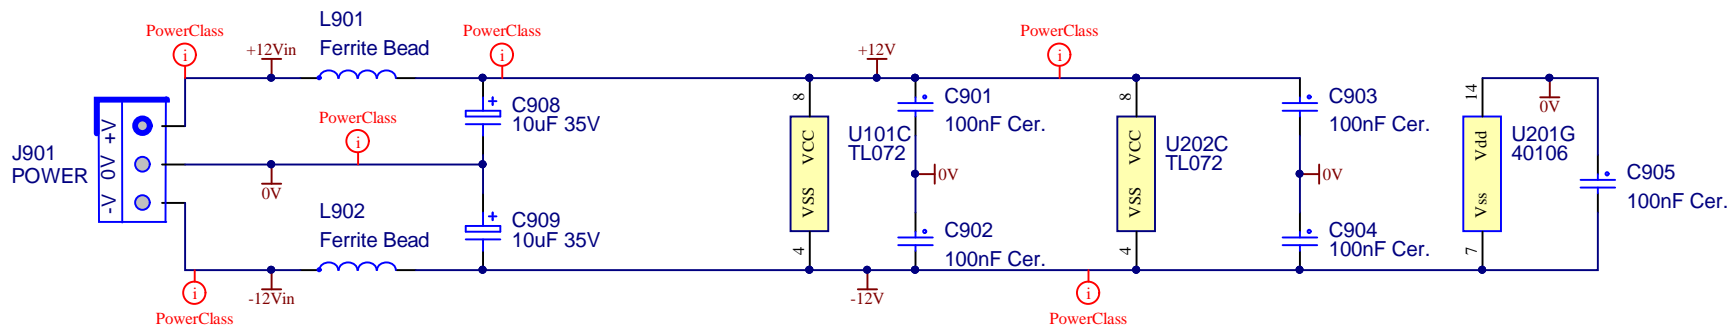 PowerClass
+12Vin
L901
Ferrite Bead
PowerClass
+12V
PowerClass
J901
POWER
+V
0V
-V
PowerClass
0V
C908
10uF 35V
8
VCC
VSS
4
U101C
TL072
C901
100nF Cer.
0V
C902
100nF Cer.
8
VCC
VSS
4
U202C
TL072
C903
100nF Cer.
0V
C904
100nF Cer.
14
Vdd
Vss
7
0V
U201G
40106
C905
100nF Cer.
L902
Ferrite Bead
C909
10uF 35V
-12Vin
PowerClass
-12V
PowerClass